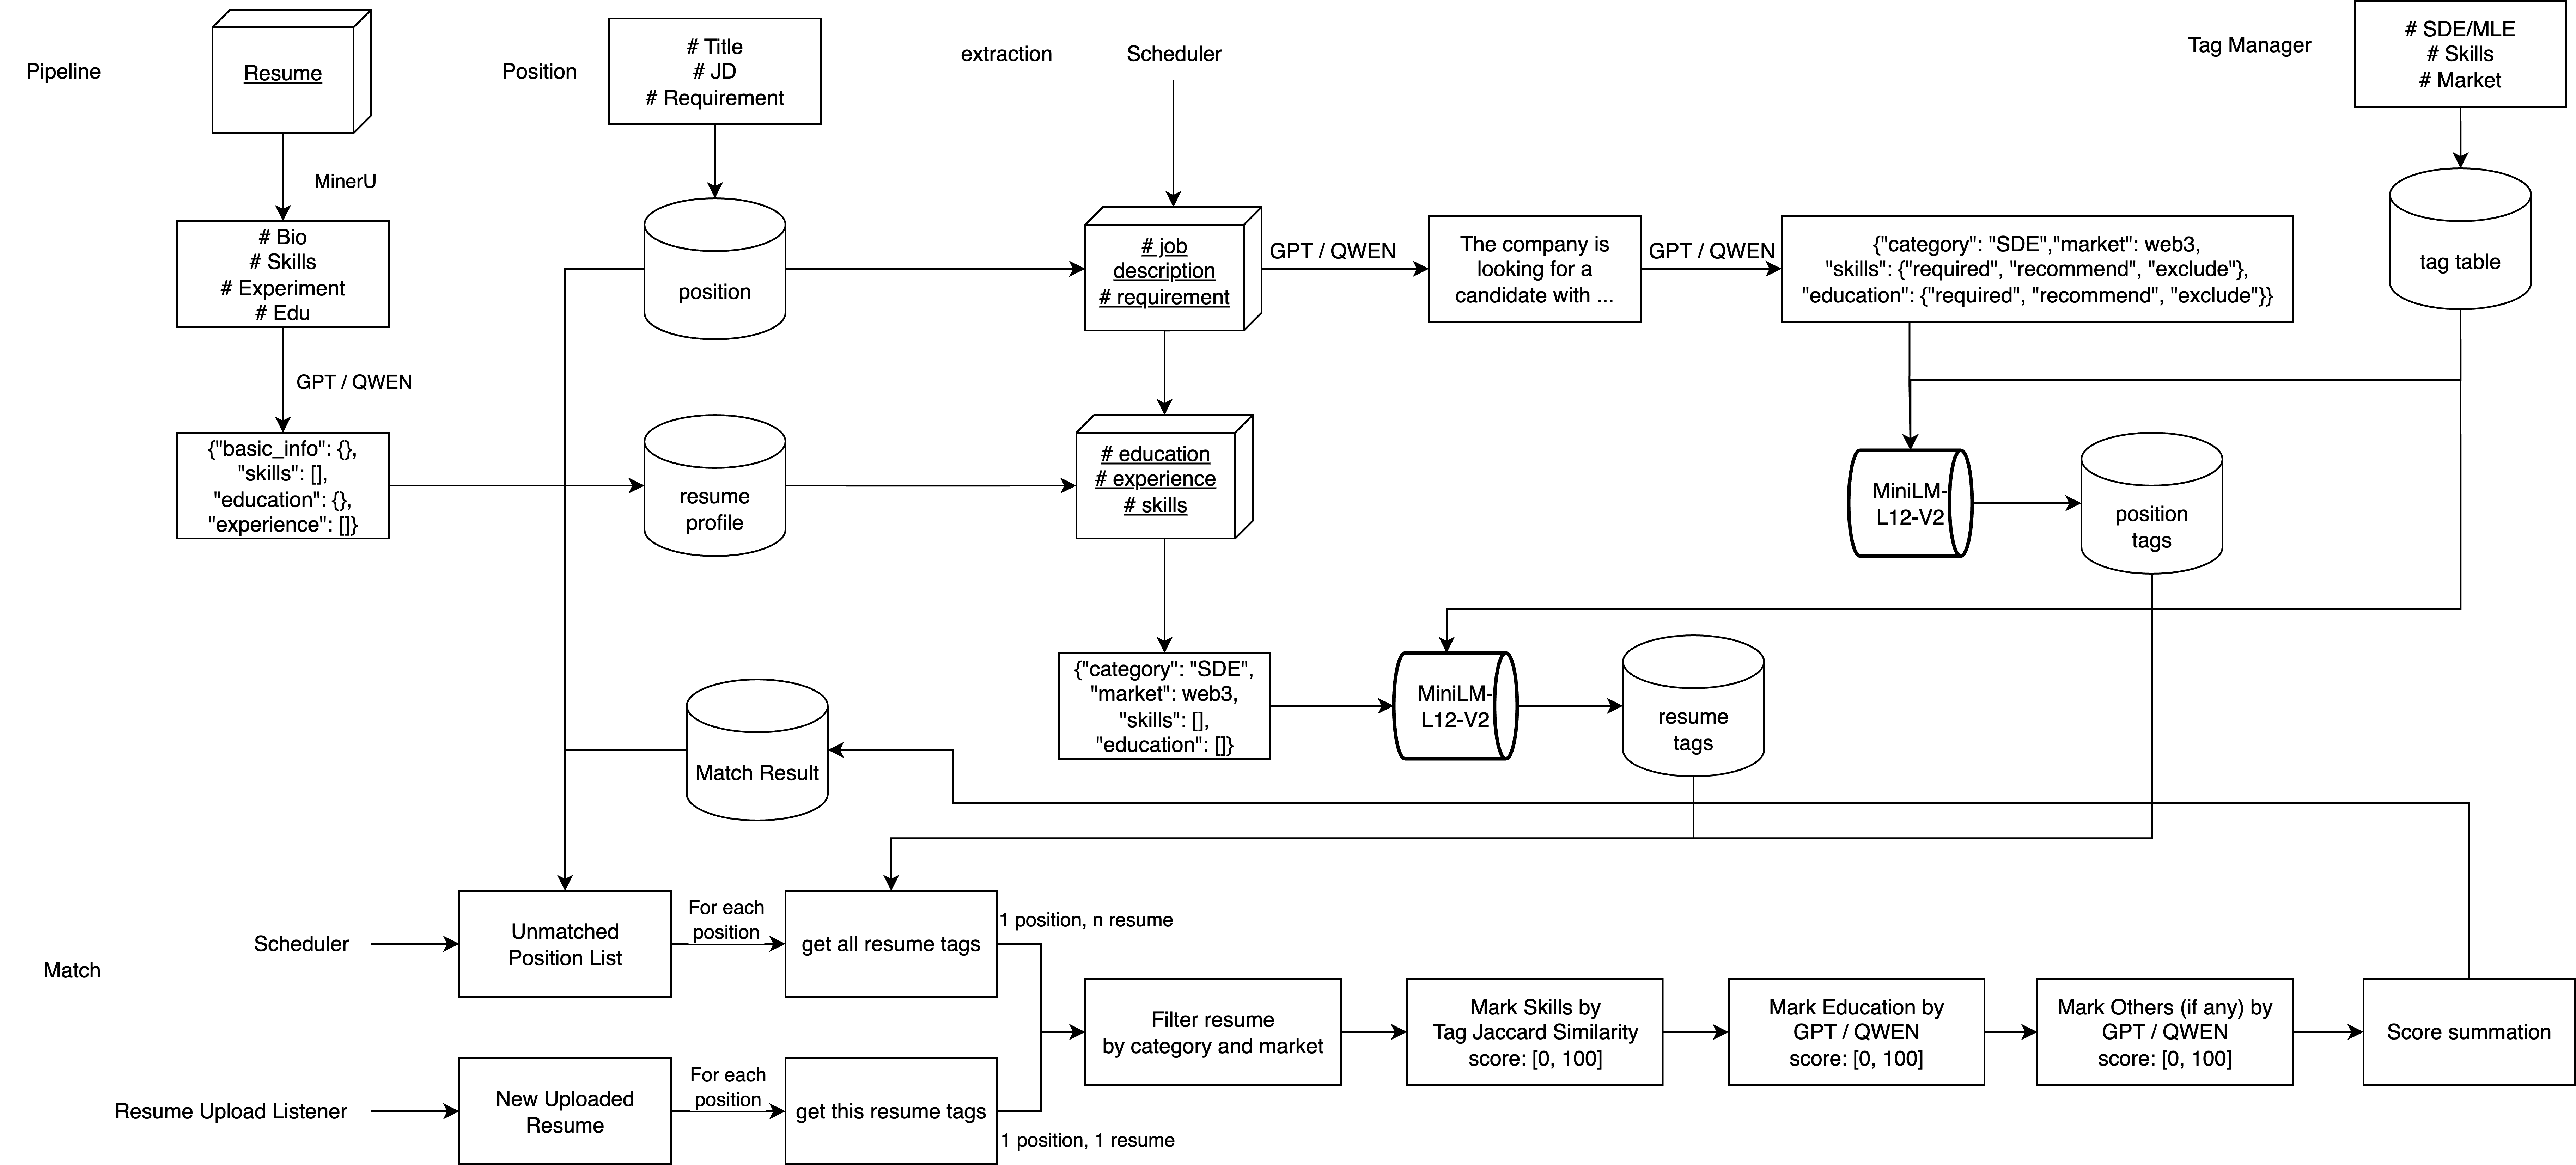 Pipeline
Resume
MinerU
# Bio
# Skills
# Experiment
# Edu
GPT / QWEN
{"basic_info": {},
"skills": [],
"education": {},
"experience": []}
Position
# Title
# JD
# Requirement
position
resume
profile
Match Result
extraction
Scheduler
# job
description
# requirement
GPT / QWEN
The company is
looking for a
candidate with ...
GPT / QWEN
{"category": "SDE","market": web3,
"skills": {"required", "recommend", "exclude"},
"education": {"required", "recommend", "exclude"}}
# education
# experience
# skills
{"category": "SDE",
"market": web3,
"skills": [],
"education": []}
MiniLM-
L12-V2
resume
tags
Tag Manager
# SDE/MLE
# Skills
# Market
tag table
MiniLM-
L12-V2
position
tags
Match
Scheduler
Unmatched
Position List
For each
position
get all resume tags
1 position, n resume
Resume Upload Listener
New Uploaded
Resume
For each
position
get this resume tags
1 position, 1 resume
Filter resume
by category and market
Mark Skills by
Tag Jaccard Similarity
score: [0, 100]
Mark Education by
GPT / QWEN
score: [0, 100]
Mark Others (if any) by
GPT / QWEN
score: [0, 100]
Score summation